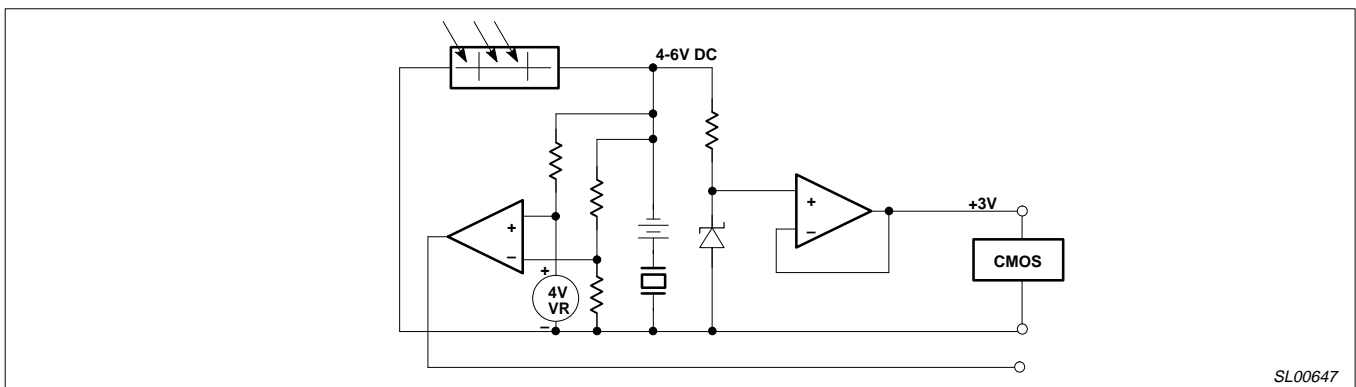 4-6V DC
+
–
+
4V
VR
–
+
–
+3V
CMOS
SL00647